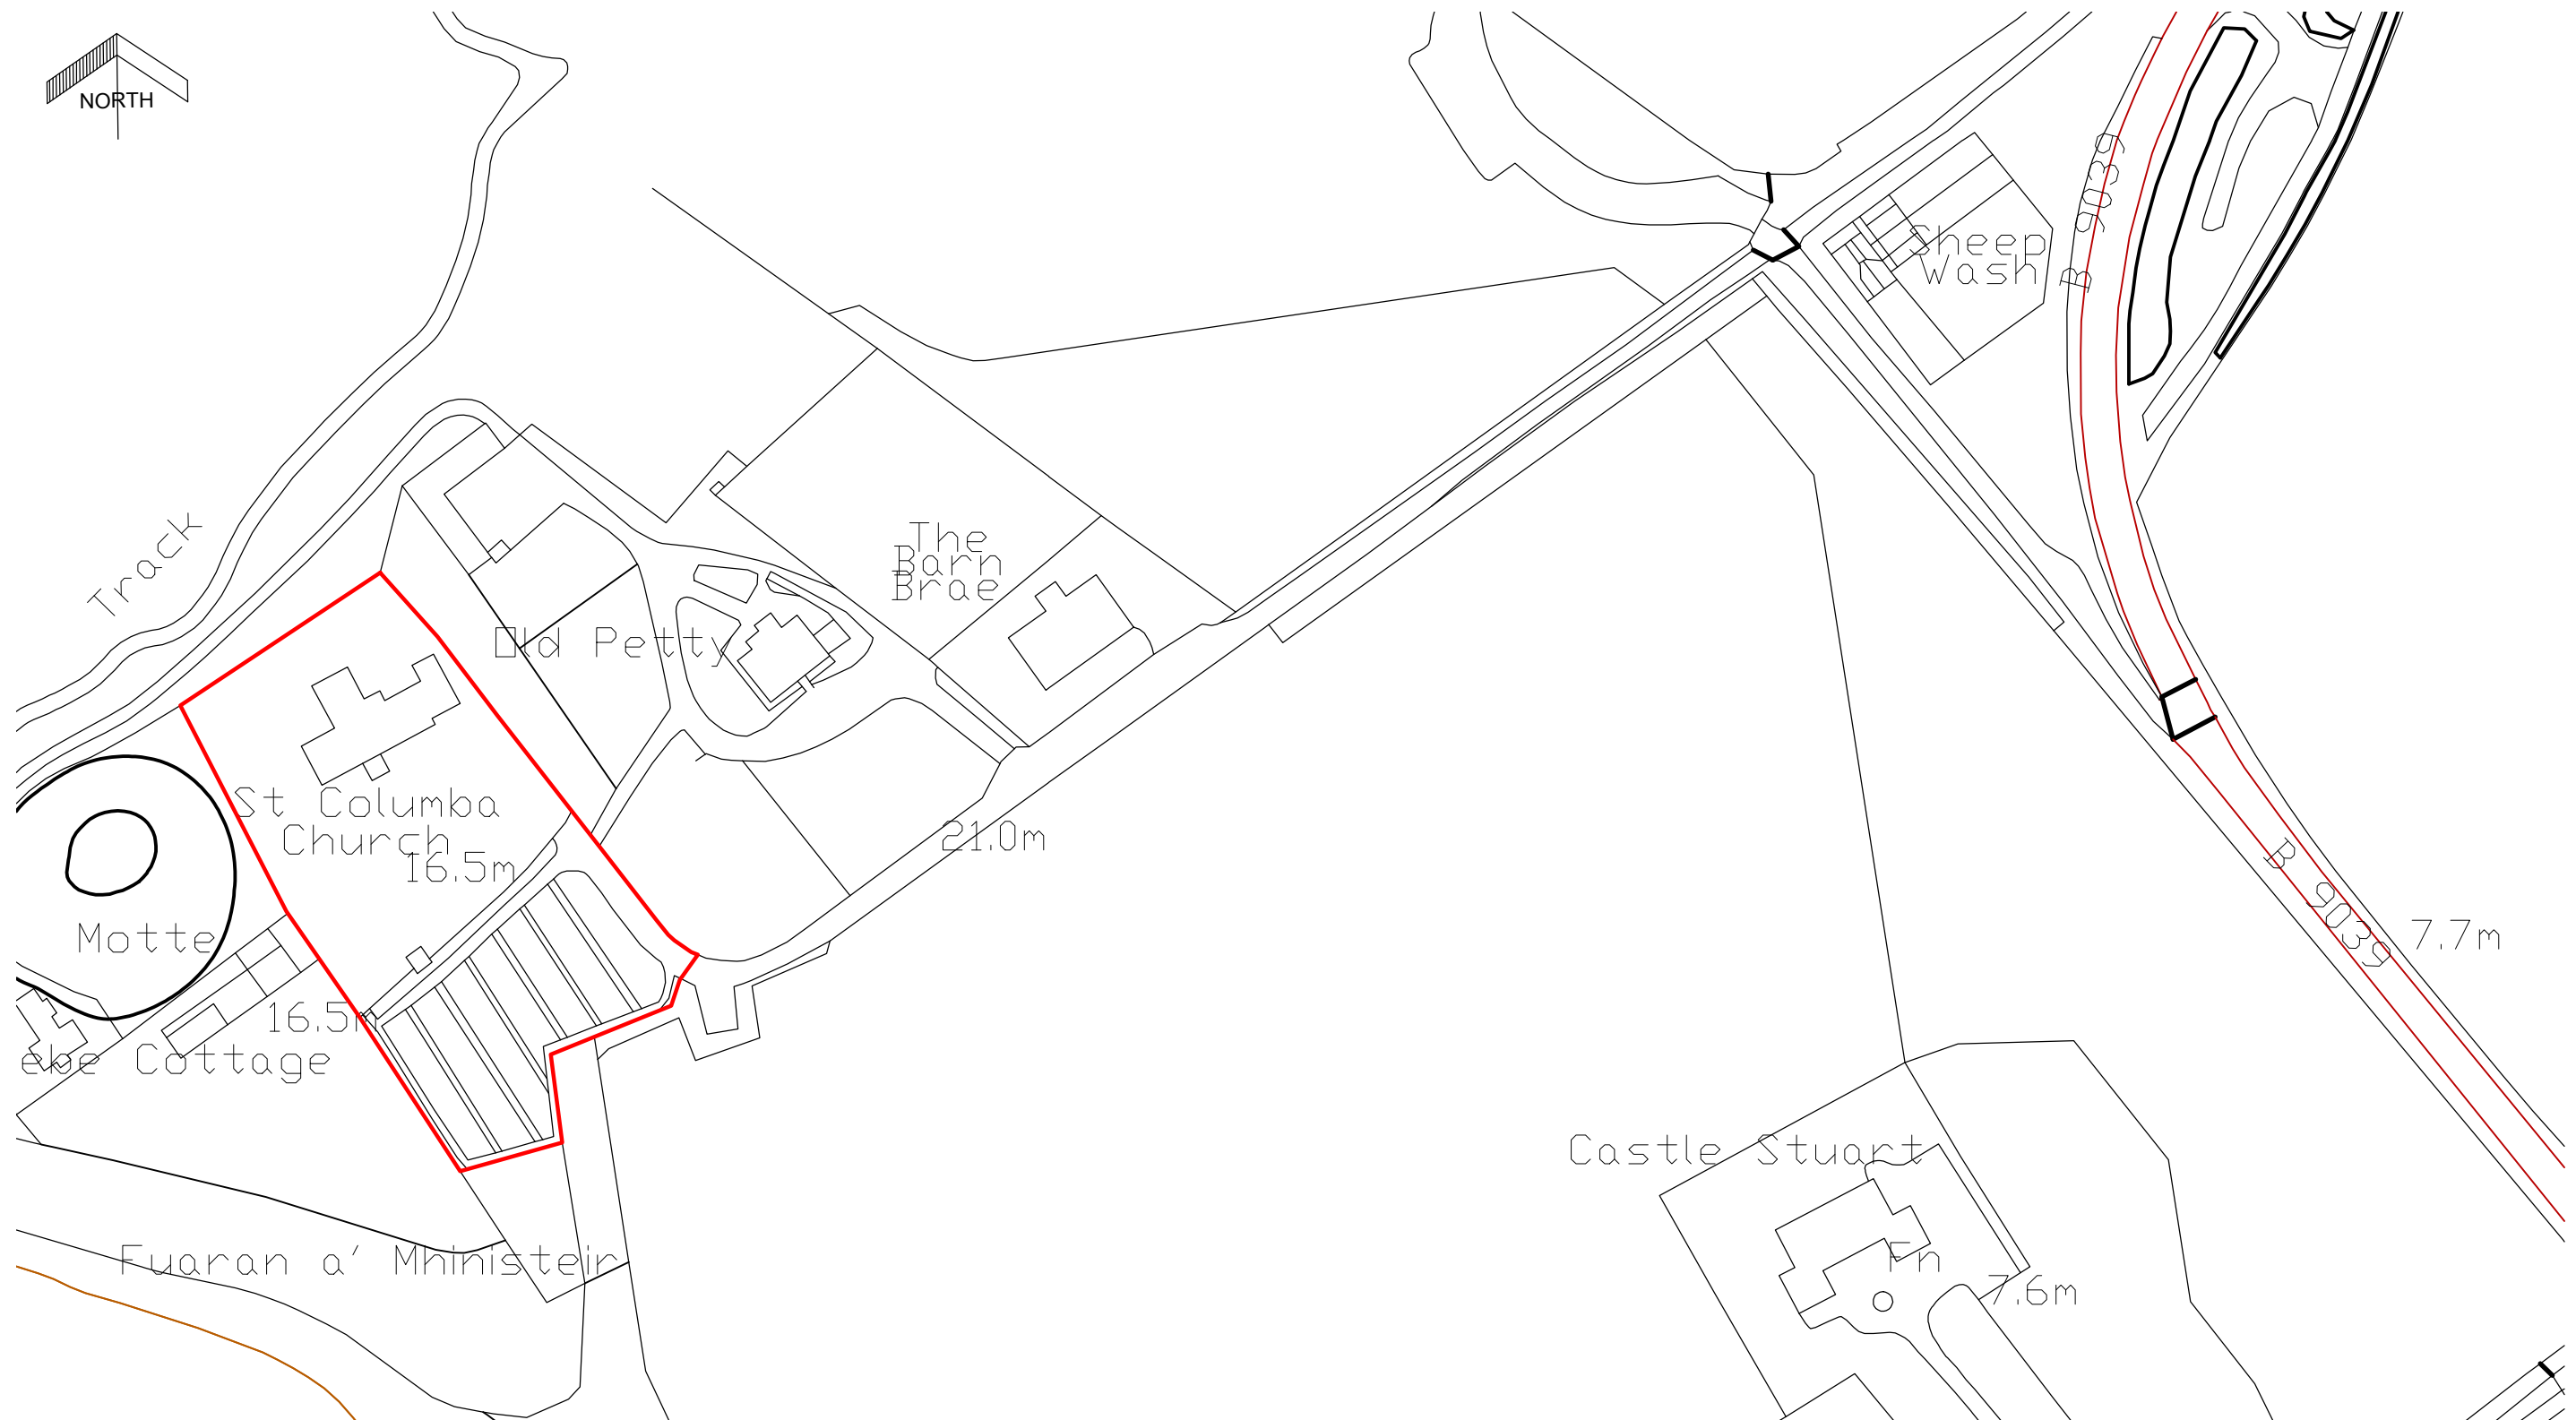 NORTH
B 9039
Sheep
Wash
Track
The
Barn
Brae
Old Petty
St Columba
Church
16.5m
21.0m
Motte
B 9039
7.7m
16.5m
ebe Cottage
Castle Stuart
Fuaran a' Mhinisteir
Fn
7.6m